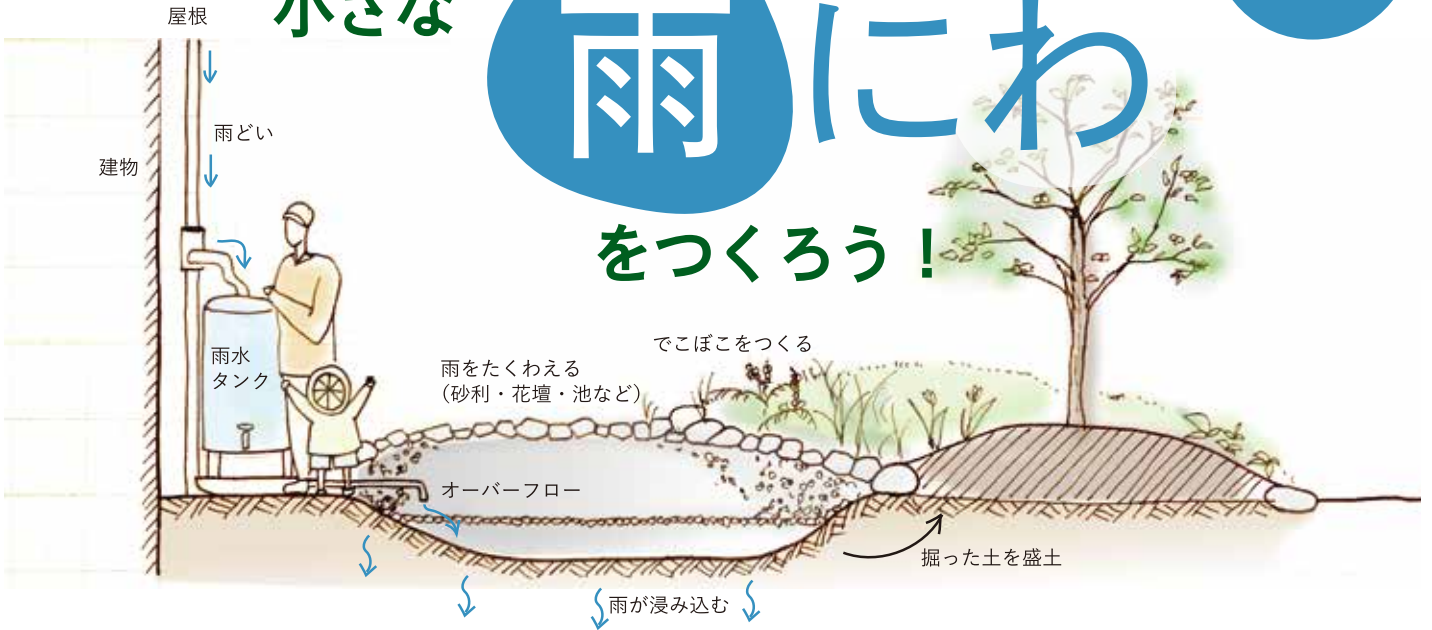 小さな
雨にわ
をつくろう！
屋根
雨どい
建物
雨水
タンク
雨をたくわえる
（砂利・花壇・池など）
でこぼこをつくる
オーバーフロー
掘った土を盛土
雨が浸み込む